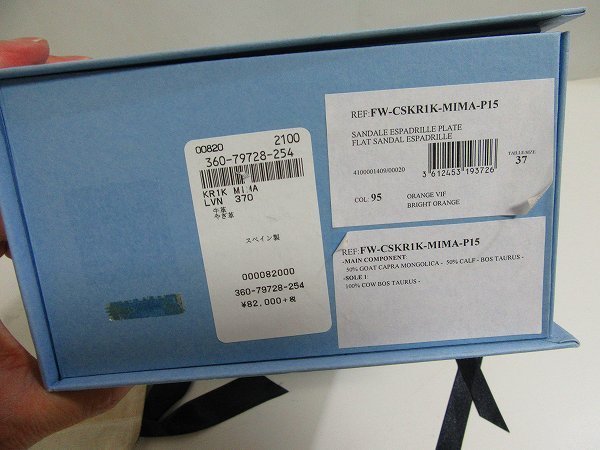 00820 2100
360-79728-254
KR1K MIMA
LVN 370
牛革
やぎ革
スペイン製
000082000
360-79728-254
¥82,000+税
REF:FW-CSKR1K-MIMA-P15
SANDALE ESPADRILLE PLATE
FLAT SANDAL ESPADRILLE
TAILLE/SIZE
37
4100001409/00020
3 612453 193726
COL 95 ORANGE VIF
BRIGHT ORANGE
REF:FW-CSKR1K-MIMA-P15
-MAIN COMPONENT
50% GOAT CAPRA MONGOLICA - 50% CALF - BOS TAURUS -
-SOLE 1:
100% COW BOS TAURUS -